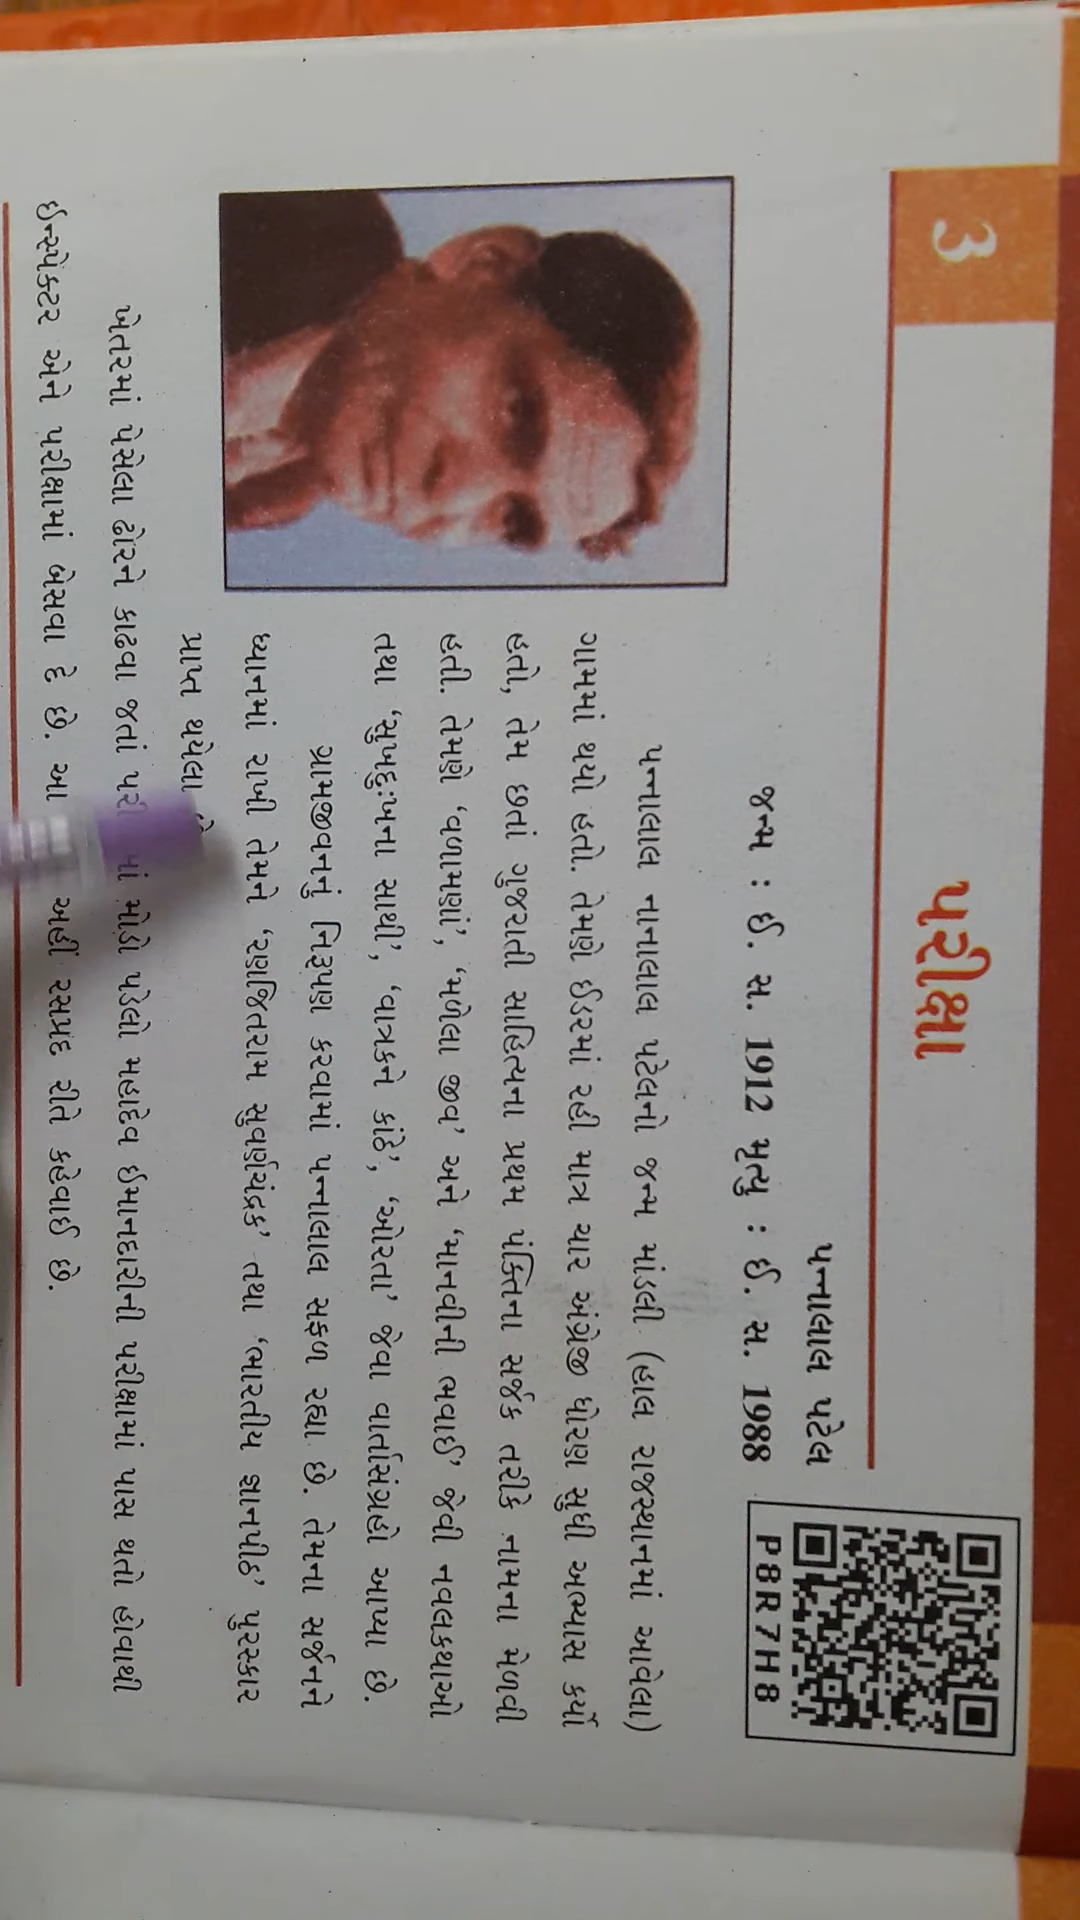 3
પરીક્ષા
પન્નાલાલ પટેલ
જન્મ : ઈ. સ. 1912 મૃત્યુ : ઈ. સ. 1988
P8R7H8
પન્નાલાલ નાનાલાલ પટેલનો જન્મ માંડલી (હાલ રાજસ્થાનમાં આવેલા)
ગામમાં થયો હતો. તેમણે ઈડરમાં રહી માત્ર ચાર અંગ્રેજી ધોરણ સુધી અભ્યાસ કર્યો
હતો, તેમ છતાં ગુજરાતી સાહિત્યના પ્રથમ પંક્તિના સર્જક તરીકે નામના મેળવી
હતી. તેમણે ‘વળામણાં’, ‘મળેલા જીવ’ અને ‘માનવીની ભવાઈ’ જેવી નવલકથાઓ
તથા ‘સુખદુઃખના સાથી’, ‘વાત્રકને કાંઠે’, ‘ઓરતા’ જેવા વાર્તાસંગ્રહો આપ્યા છે.
ગ્રામજીવનનું નિરૂપણ કરવામાં પન્નાલાલ સફળ રહ્યા છે. તેમના સર્જનને
ધ્યાનમાં રાખી તેમને ‘રણજિતરામ સુવર્ણચંદ્રક’ તથા ‘ભારતીય જ્ઞાનપીઠ’ પુરસ્કાર
પ્રાપ્ત થયેલા
ખેતરમાં પેસેલા ઢોરને કાઢવા જતાં મોડો પડેલો મહાદેવ ઈમાનદારીની પરીક્ષામાં પાસ થતો હોવાથી
ઇન્સ્પેક્ટર એને પરીક્ષામાં બેસવા દે છે. આ અહીં રસપ્રદ રીતે કહેવાઈ છે.